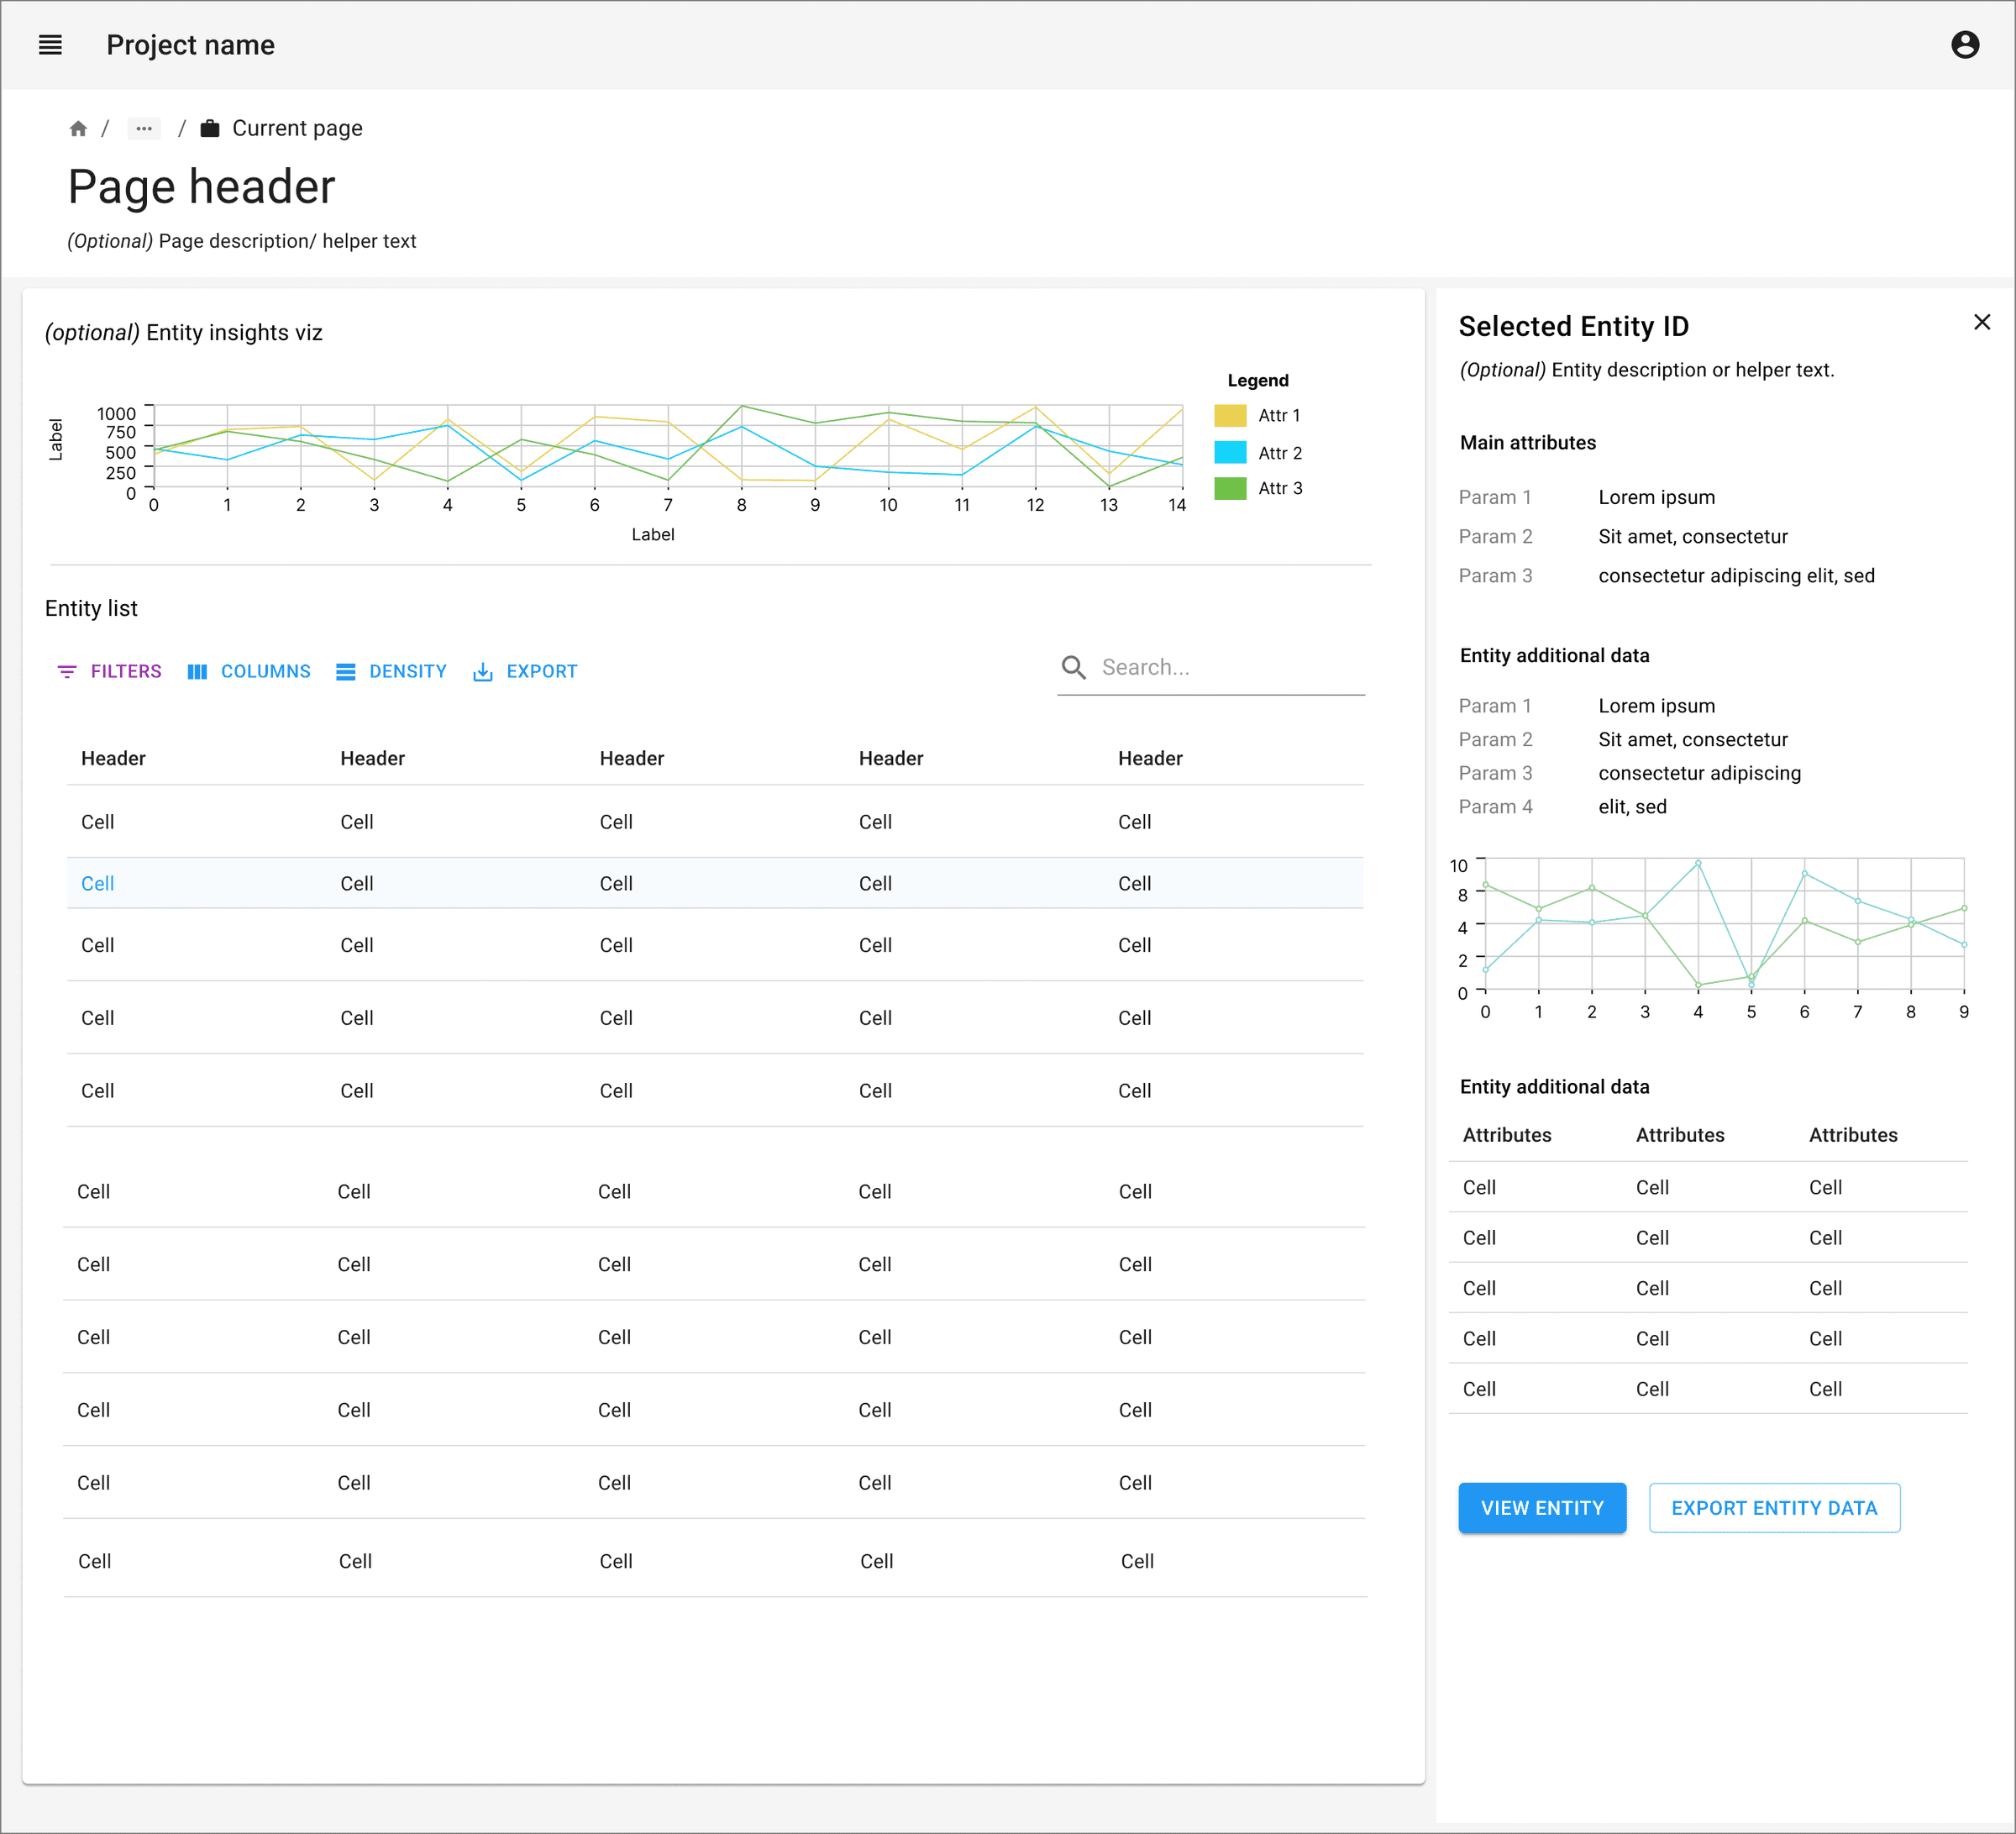 Project name
/ ... / Current page
Page header
(Optional) Page description/ helper text
(optional) Entity insights viz
Label
1000
750
500
250
0
0 1 2 3 4 5 6 7 8 9 10 11 12 13 14
Label
Legend
Attr 1
Attr 2
Attr 3
Entity list
FILTERS COLUMNS DENSITY EXPORT
Search...
Header Header Header Header Header
Cell Cell Cell Cell Cell
Cell Cell Cell Cell Cell
Cell Cell Cell Cell Cell
Cell Cell Cell Cell Cell
Cell Cell Cell Cell Cell
Cell Cell Cell Cell Cell
Cell Cell Cell Cell Cell
Cell Cell Cell Cell Cell
Cell Cell Cell Cell Cell
Cell Cell Cell Cell Cell
Cell Cell Cell Cell Cell
Selected Entity ID
(Optional) Entity description or helper text.
Main attributes
Param 1 Lorem ipsum
Param 2 Sit amet, consectetur
Param 3 consectetur adipiscing elit, sed
Entity additional data
Param 1 Lorem ipsum
Param 2 Sit amet, consectetur
Param 3 consectetur adipiscing
Param 4 elit, sed
10
8
4
2
0
0 1 2 3 4 5 6 7 8 9
Entity additional data
Attributes Attributes Attributes
Cell Cell Cell
Cell Cell Cell
Cell Cell Cell
Cell Cell Cell
Cell Cell Cell
VIEW ENTITY EXPORT ENTITY DATA